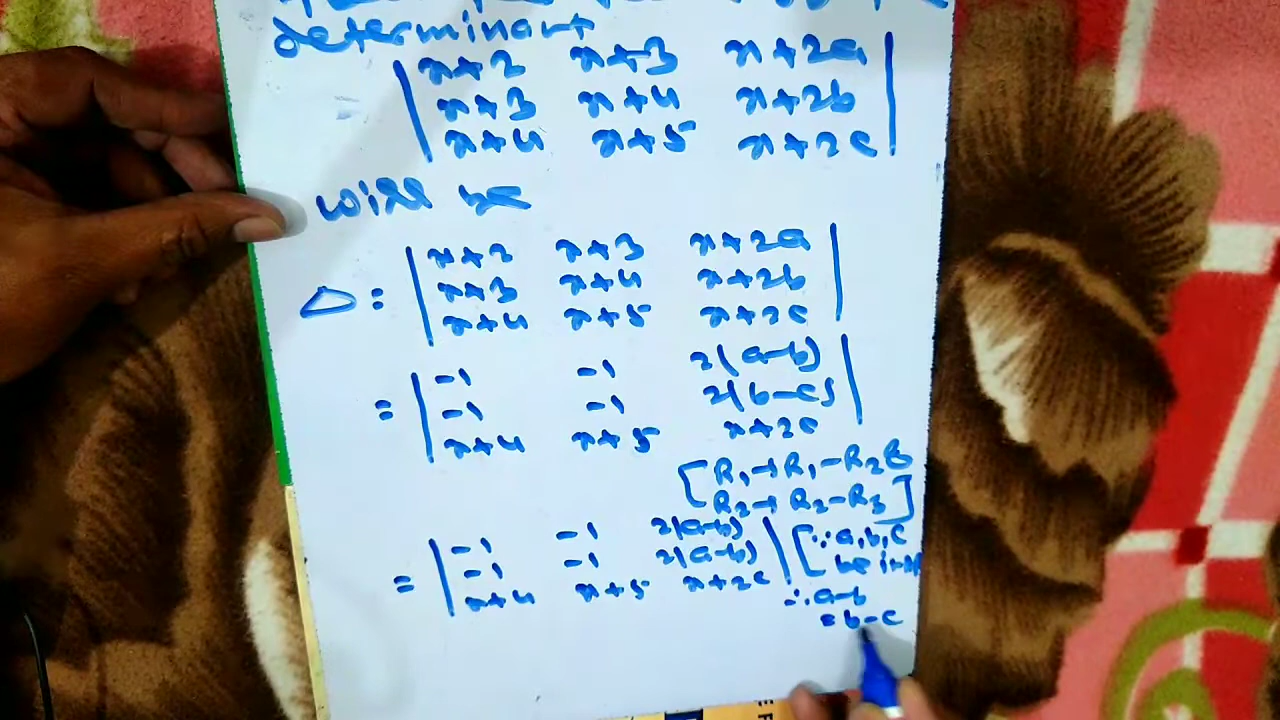 determinant
| x+2 x+3 x+2a |
| x+3 x+4 x+2b |
| x+4 x+5 x+2c |
will be
Δ = | x+2 x+3 x+2a |
| x+3 x+4 x+2b |
| x+4 x+5 x+2c |
= | -1 -1 2(a-b) |
| -1 -1 2(b-c) |
| x+4 x+5 x+2c |
[R₁→R₁-R₂
R₂→R₂-R₃]
= | -1 -1 2(a-b) | [∵ a,b,c
| -1 -1 2(a-b) | be in
| x+4 x+5 x+2c |
∴ a-b
= b-c